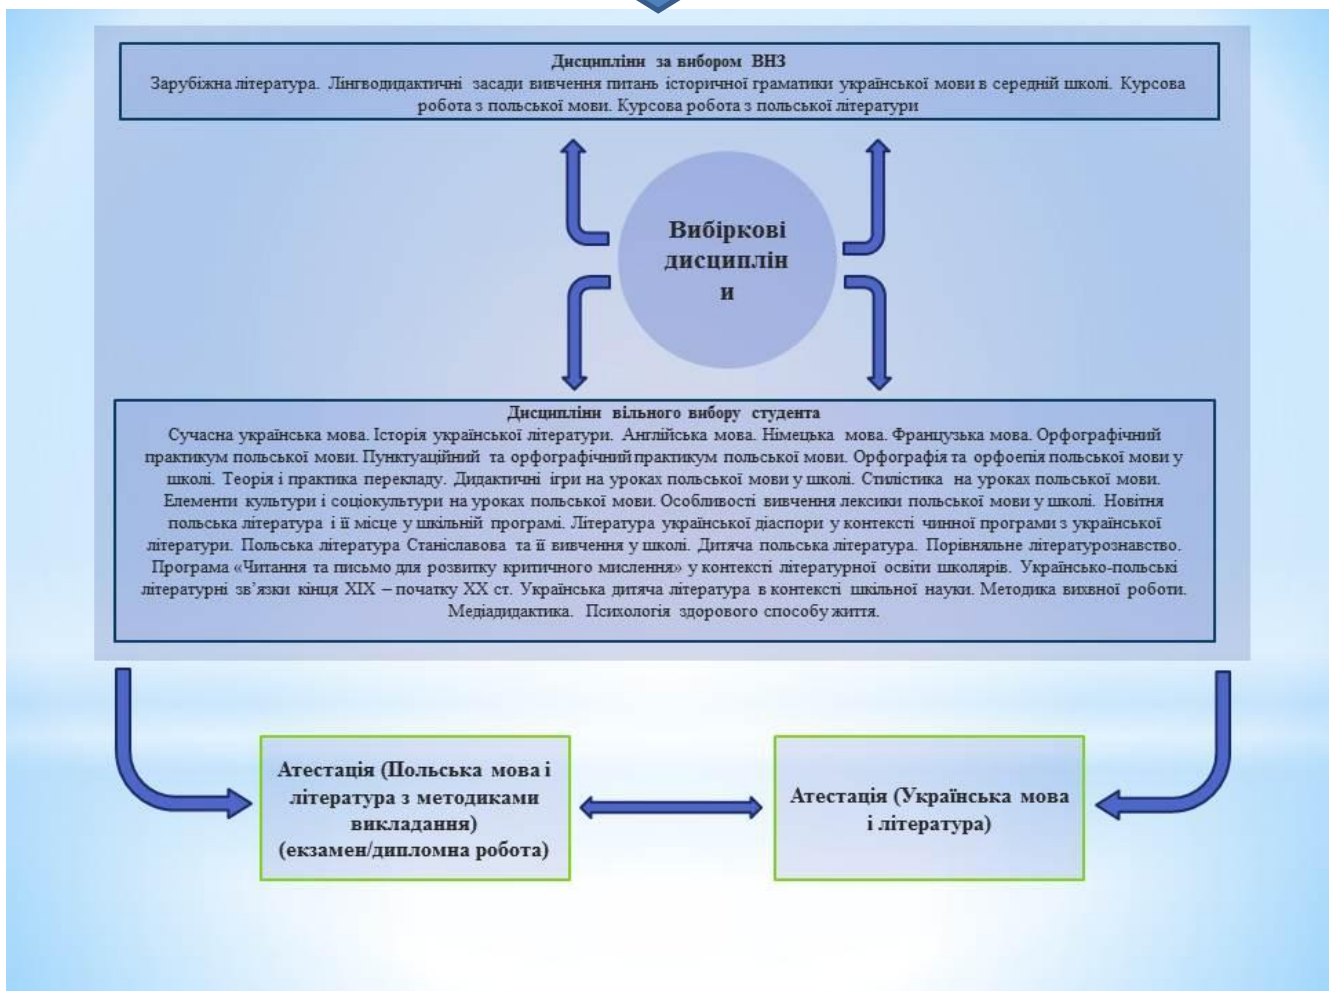 Дисципліни за вибором ВНЗ
Зарубіжна література. Лінгводидактичні засади вивчення питань історичної граматики української мови в середній школі. Курсова
робота з польської мови. Курсова робота з польської літератури
Вибіркові
дисциплін
и
Дисципліни вільного вибору студента
Сучасна українська мова. Історія української літератури. Англійська мова. Німецька мова. Французька мова. Орфографічний
практикум польської мови. Пунктуаційний та орфографічний практикум польської мови. Орфографія та орфоепія польської мови у
школі. Теорія і практика перекладу. Дидактичні ігри на уроках польської мови у школі. Стилістика на уроках польської мови.
Елементи культури і соціокультури на уроках польської мови. Особливості вивчення лексики польської мови у школі. Новітня
польська література і її місце у шкільній програмі. Література української діаспори у контексті чинної програми з української
літератури. Польська література Станіславова та її вивчення у школі. Дитяча польська література. Порівняльне літературознавство.
Програма «Читання та письмо для розвитку критичного мислення» у контексті літературної освіти школярів. Українсько-польські
літературні зв’язки кінця ХІХ – початку ХХ ст. Українська дитяча література в контексті шкільної науки. Методика вихвної роботи.
Медіадидактика. Психологія здорового способу життя.
Атестація (Польська мова і
література з методиками
викладання)
(екзамен/дипломна робота)
Атестація (Українська мова
і література)